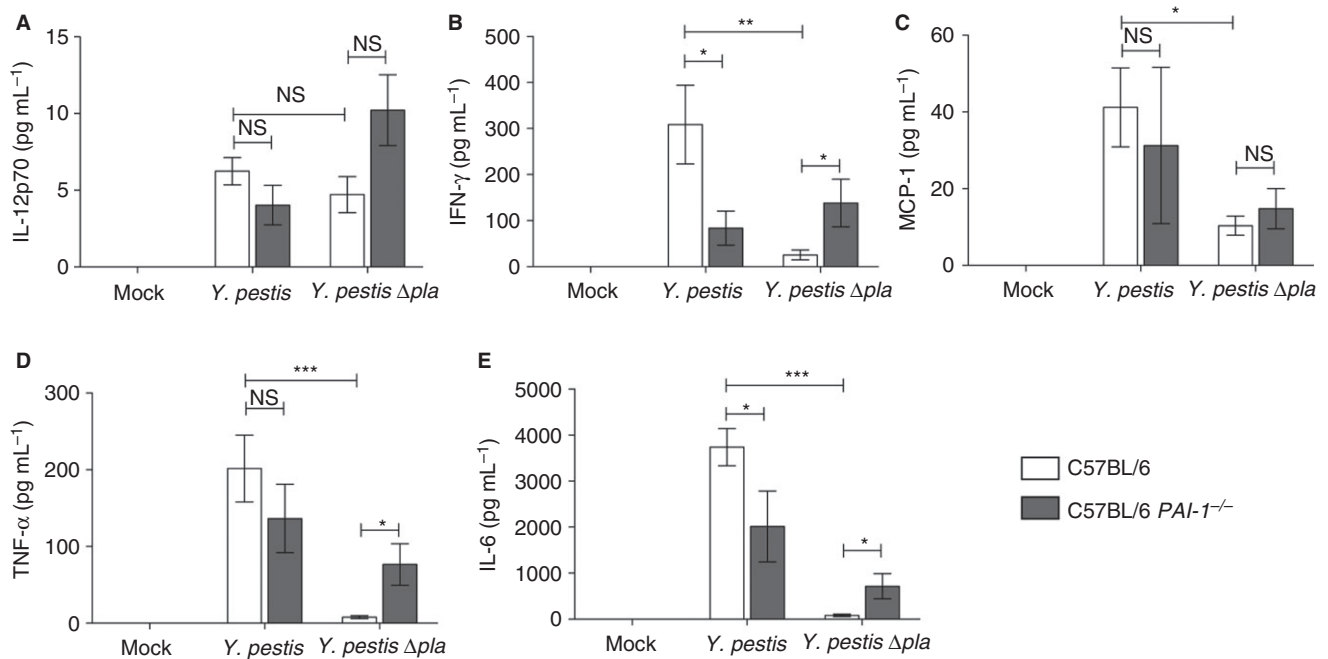 A
IL-12p70 (pg mL⁻¹)
15
10
5
0
NS
NS
NS
Mock
Y. pestis
Y. pestis Δpla
B
IFN-γ (pg mL⁻¹)
500
400
300
200
100
0
**
*
*
Mock
Y. pestis
Y. pestis Δpla
C
MCP-1 (pg mL⁻¹)
60
40
20
0
*
NS
NS
Mock
Y. pestis
Y. pestis Δpla
D
TNF-α (pg mL⁻¹)
300
200
100
0
***
NS
*
Mock
Y. pestis
Y. pestis Δpla
E
IL-6 (pg mL⁻¹)
5000
4000
3000
2000
1000
0
***
*
*
Mock
Y. pestis
Y. pestis Δpla
C57BL/6
C57BL/6 PAI-1⁻/⁻